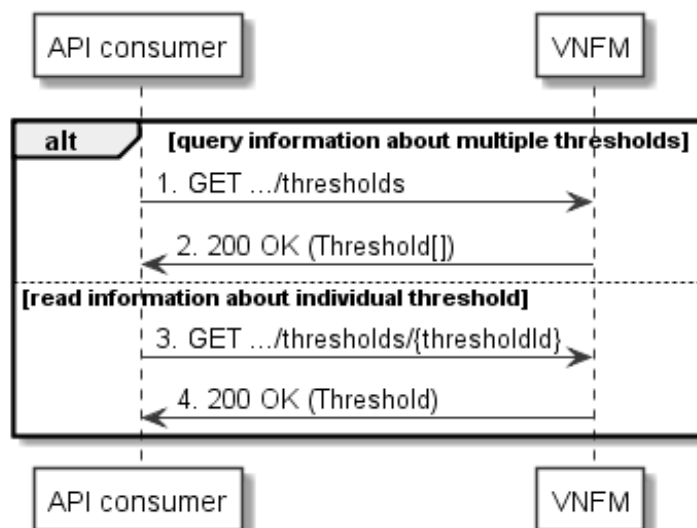 API consumer
VNFM
alt
[query information about multiple thresholds]
1. GET .../thresholds
2. 200 OK (Threshold[])
[read information about individual threshold]
3. GET .../thresholds/{thresholdId}
4. 200 OK (Threshold)
API consumer
VNFM